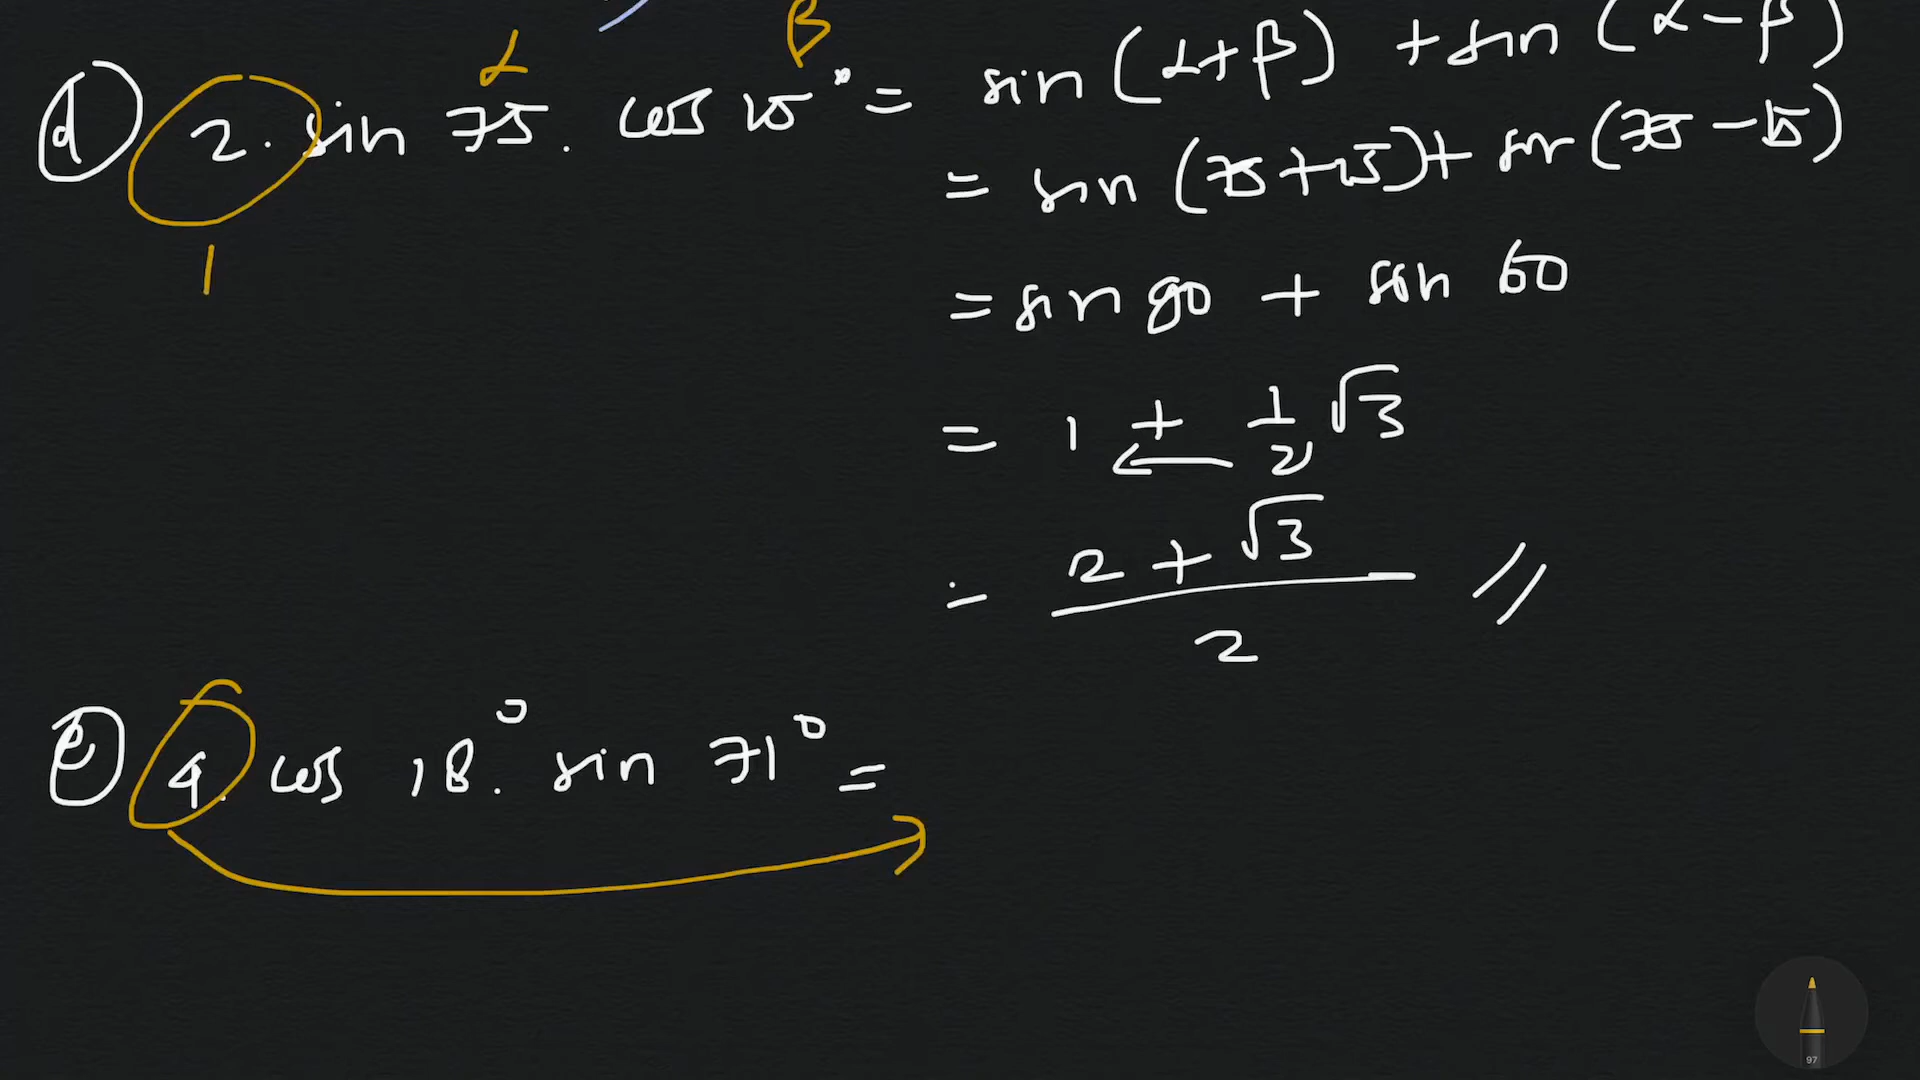 d) 2 . sin 75 . cos 15° = sin (α+β) + sin (α−β)
α β
1
= sin (75+15) + sin (75−15)
= sin 90 + sin 60
= 1 + 1/2 √3
= (2 + √3)/2 //
e) 4 . cos 18° . sin 71° =
97